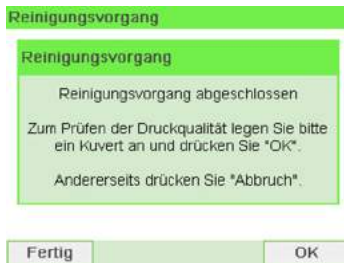 Reinigungsvorgang
Reinigungsvorgang
Reinigungsvorgang abgeschlossen
Zum Prüfen der Druckqualität legen Sie bitte
ein Kuvert an und drücken Sie "OK".
Andererseits drücken Sie "Abbruch".
Fertig
OK